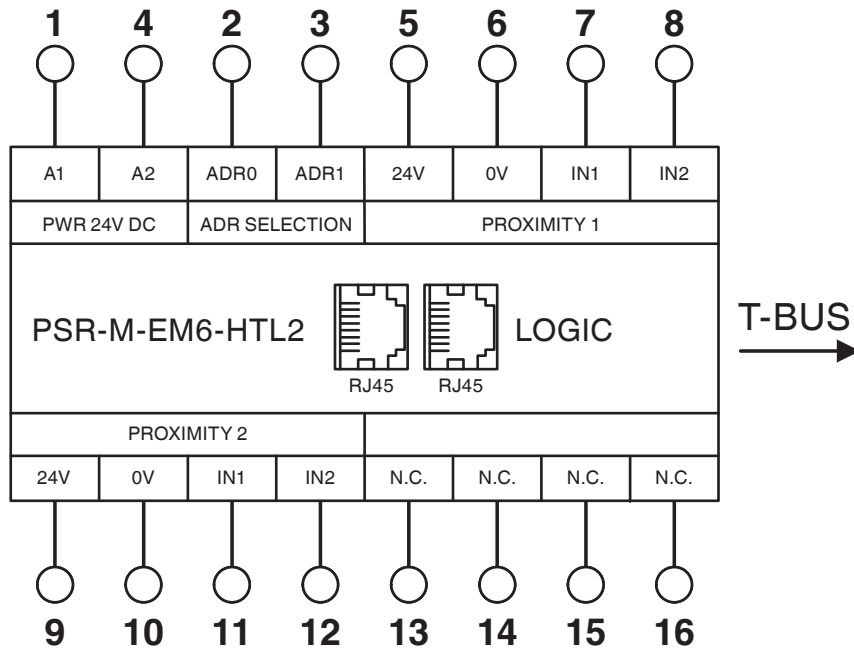 1 4 2 3 5 6 7 8
A1 A2 ADR0 ADR1 24V 0V IN1 IN2
PWR 24V DC ADR SELECTION PROXIMITY 1
PSR-M-EM6-HTL2 LOGIC T-BUS
RJ45 RJ45
PROXIMITY 2
24V 0V IN1 IN2 N.C. N.C. N.C. N.C.
9 10 11 12 13 14 15 16